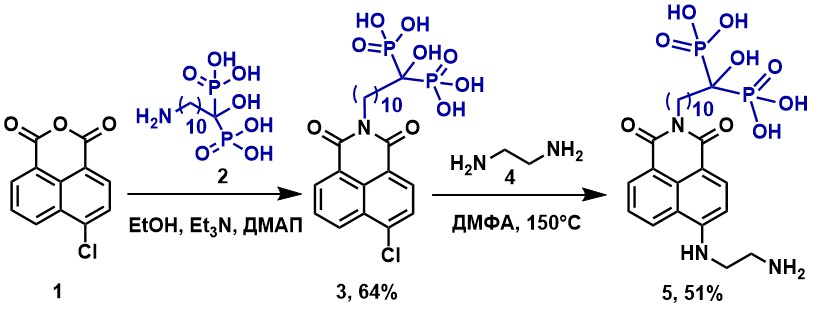 HO
OH
O
P
OH
P
O
OH
OH
( )
10
N
O
O
Cl
3, 64%
O
O
O
Cl
1
OH
O
P
OH
OH
H₂N
( )
10
P
O
OH
OH
2
EtOH, Et₃N, ДМАП
H₂N
NH₂
4
ДМФА, 150°C
HO
OH
O
P
OH
P
O
OH
OH
( )
10
N
O
O
HN
NH₂
5, 51%